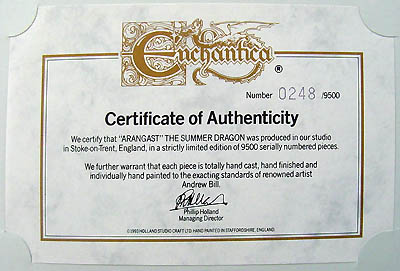 Enchantica ®
Number 0248 /9500
Certificate of Authenticity
We certify that "ARANGAST" THE SUMMER DRAGON was produced in our studio
in Stoke-on-Trent, England, in a strictly limited edition of 9500 serially numbered pieces.
We further warrant that each piece is totally hand cast, hand finished and
individually hand painted to the exacting standards of renowned artist
Andrew Bill.
Phillip Holland
Managing Director
©1993 HOLLAND STUDIO CRAFT LTD. HAND PAINTED IN STAFFORDSHIRE, ENGLAND.